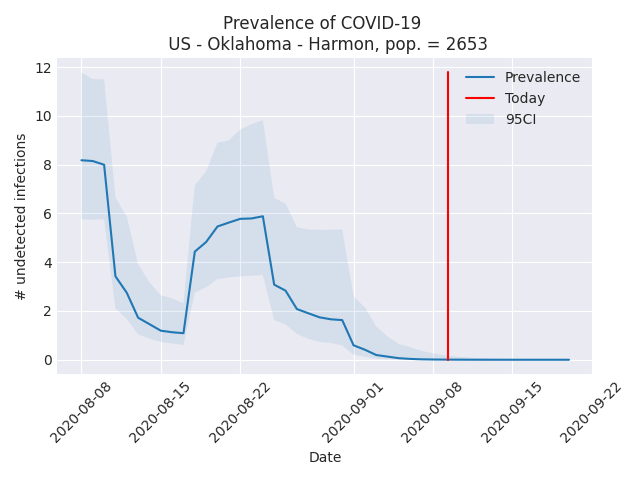 Prevalence of COVID-19
US - Oklahoma - Harmon, pop. = 2653
12
10
8
6
4
2
0
# undetected infections
Prevalence
Today
95CI
2020-08-08
2020-08-15
2020-08-22
2020-09-01
2020-09-08
2020-09-15
2020-09-22
Date